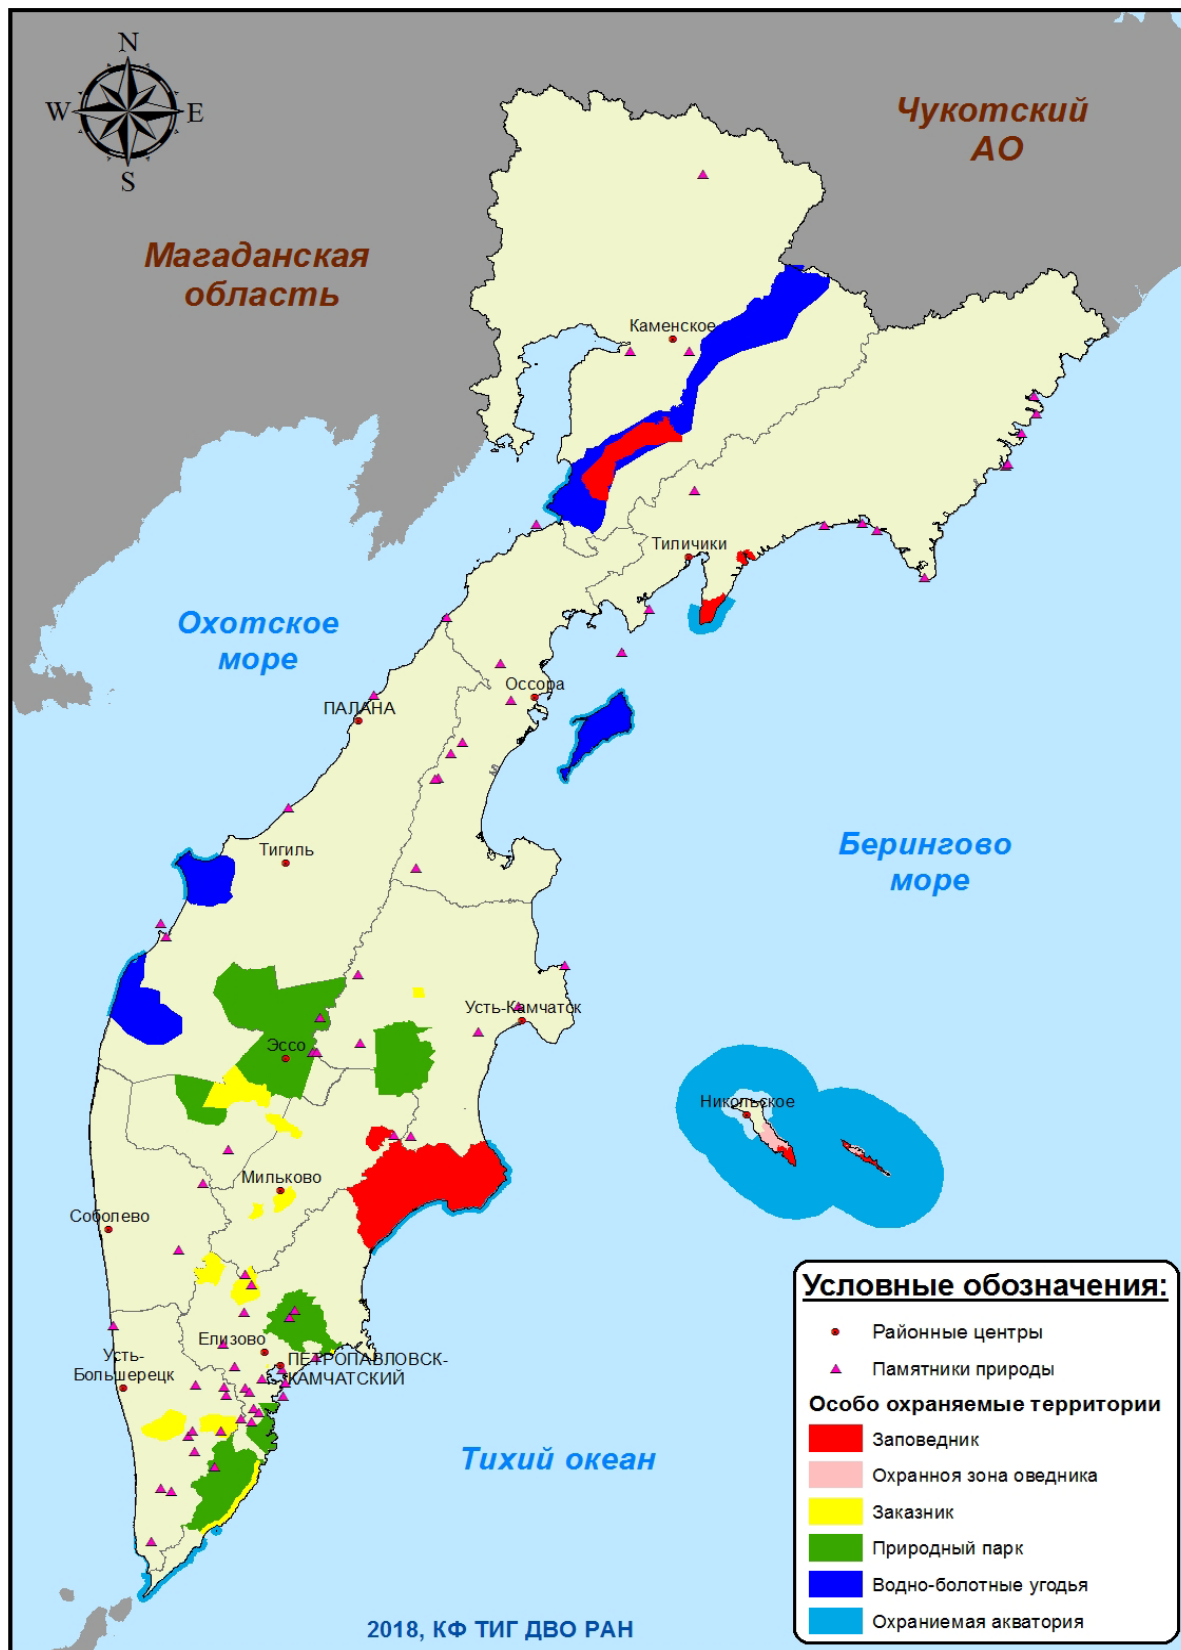 N
W
E
S
Чукотский
АО
Магаданская
область
Каменское
Тиличики
Охотское
море
Оссора
ПАЛАНА
Берингово
море
Тигиль
Усть-Камчатск
Эссо
Никольское
Мильково
Соболево
Елизово
Усть-
Большерецк
ПЕТРОПАВЛОВСК-
КАМЧАТСКИЙ
Тихий океан
Условные обозначения:
Районные центры
Памятники природы
Особо охраняемые территории
Заповедник
Охранноя зона оведника
Заказник
Природный парк
Водно-болотные угодья
Охраниемая акватория
2018, КФ ТИГ ДВО РАН